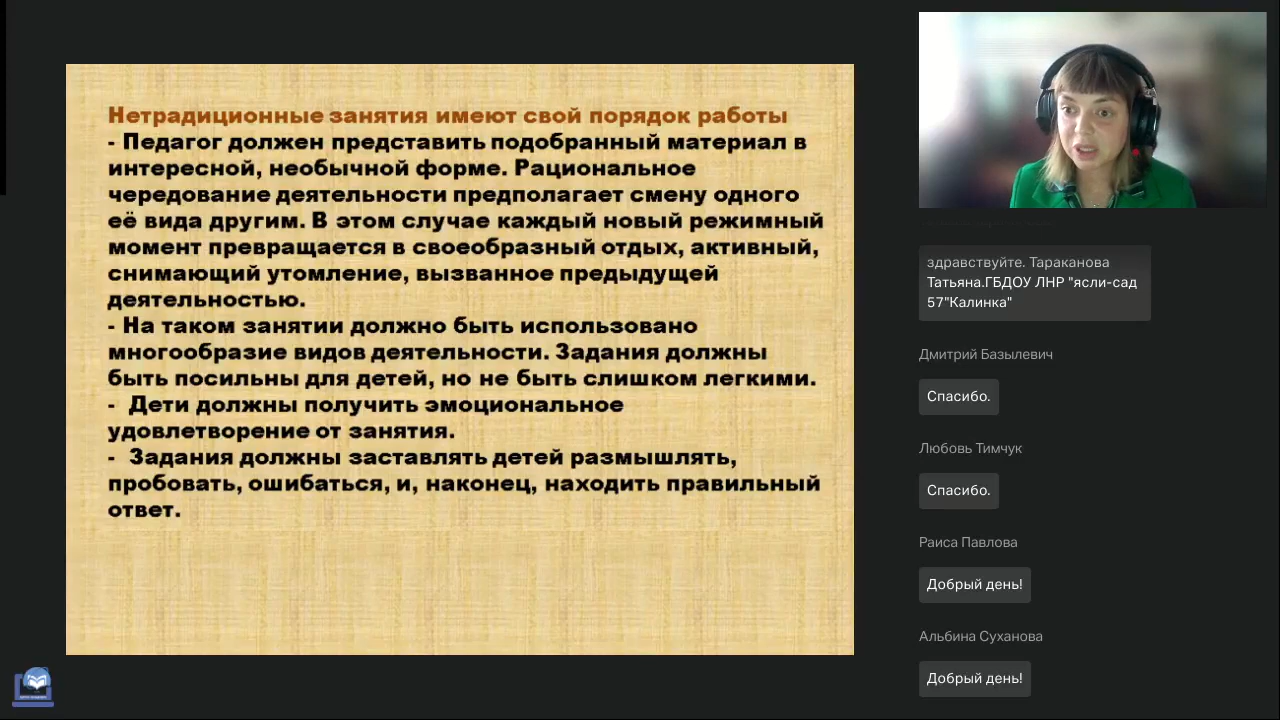 Нетрадиционные занятия имеют свой порядок работы
- Педагог должен представить подобранный материал в
интересной, необычной форме. Рациональное
чередование деятельности предполагает смену одного
её вида другим. В этом случае каждый новый режимный
момент превращается в своеобразный отдых, активный,
снимающий утомление, вызванное предыдущей
деятельностью.
- На таком занятии должно быть использовано
многообразие видов деятельности. Задания должны
быть посильны для детей, но не быть слишком легкими.
- Дети должны получить эмоциональное
удовлетворение от занятия.
- Задания должны заставлять детей размышлять,
пробовать, ошибаться, и, наконец, находить правильный
ответ.
здравствуйте. Тараканова
Татьяна.ГБДОУ ЛНР "ясли-сад
57"Калинка"
Дмитрий Базылевич
Спасибо.
Любовь Тимчук
Спасибо.
Раиса Павлова
Добрый день!
Альбина Суханова
Добрый день!